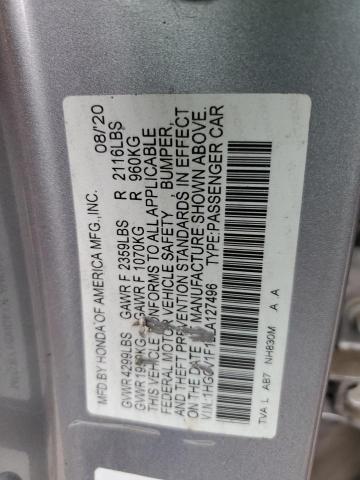 MFD BY HONDA OF AMERICA MFG., INC. 08/'20
GVWR 4299LBS GAWR F 2359LBS R 2116LBS
GAWR F 1070KG R 960KG
THIS VEHICLE CONFORMS TO ALL APPLICABLE
FEDERAL MOTOR VEHICLE SAFETY, BUMPER,
AND THEFT PREVENTION STANDARDS IN EFFECT
ON THE DATE OF MANUFACTURE SHOWN ABOVE.
V.I.N.: TYPE:PASSENGER CAR
TVA L AB7 NH830M A A